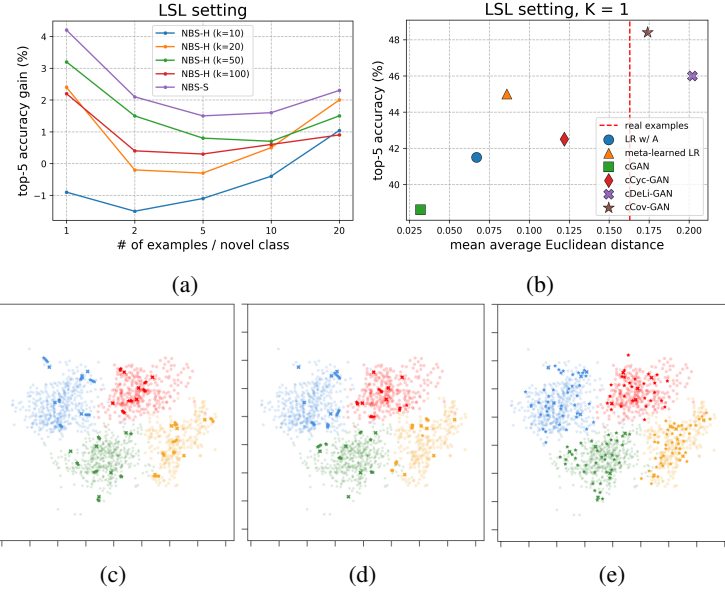 LSL setting
top-5 accuracy gain (%)
4
3
2
1
0
−1
NBS-H (k=10)
NBS-H (k=20)
NBS-H (k=50)
NBS-H (k=100)
NBS-S
1 2 5 10 20
# of examples / novel class
(a)
LSL setting, K = 1
top-5 accuracy (%)
48
46
44
42
40
real examples
LR w/ A
meta-learned LR
cGAN
cCyc-GAN
cDeLi-GAN
cCov-GAN
0.025 0.050 0.075 0.100 0.125 0.150 0.175 0.200
mean average Euclidean distance
(b)
(c) (d) (e)